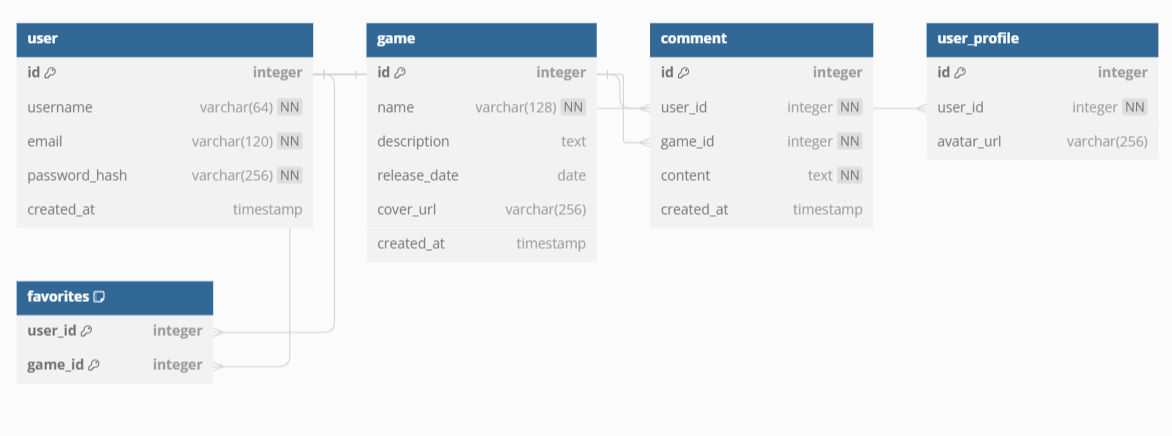 user
id integer
username varchar(64) NN
email varchar(120) NN
password_hash varchar(256) NN
created_at timestamp
game
id integer
name varchar(128) NN
description text
release_date date
cover_url varchar(256)
created_at timestamp
comment
id integer
user_id integer NN
game_id integer NN
content text NN
created_at timestamp
user_profile
id integer
user_id integer NN
avatar_url varchar(256)
favorites
user_id integer
game_id integer